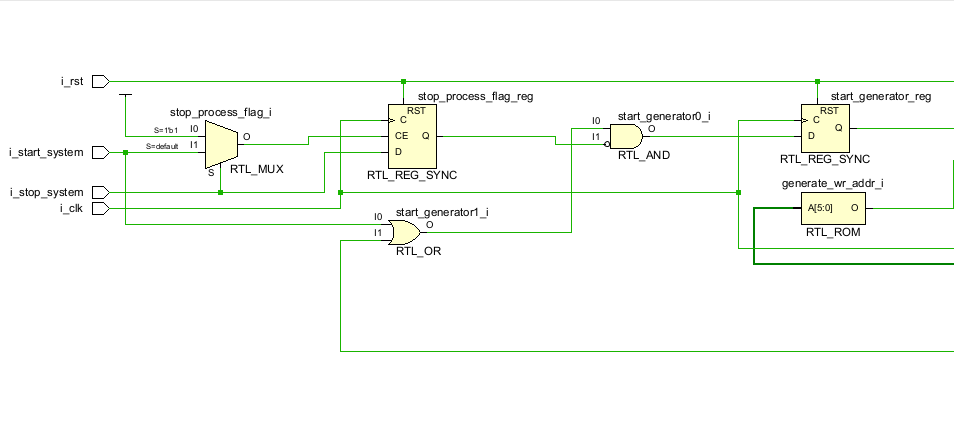 i_rst
stop_process_flag_reg
start_generator_reg
stop_process_flag_i
RST
RST
start_generator0_i
S=1'b1
I0
C
I0
C
O
CE
Q
O
Q
i_start_system
S=default
I1
D
I1
D
S
RTL_MUX
RTL_REG_SYNC
RTL_AND
RTL_REG_SYNC
i_stop_system
generate_wr_addr_i
i_clk
start_generator1_i
A[5:0]
O
I0
O
I1
RTL_ROM
RTL_OR